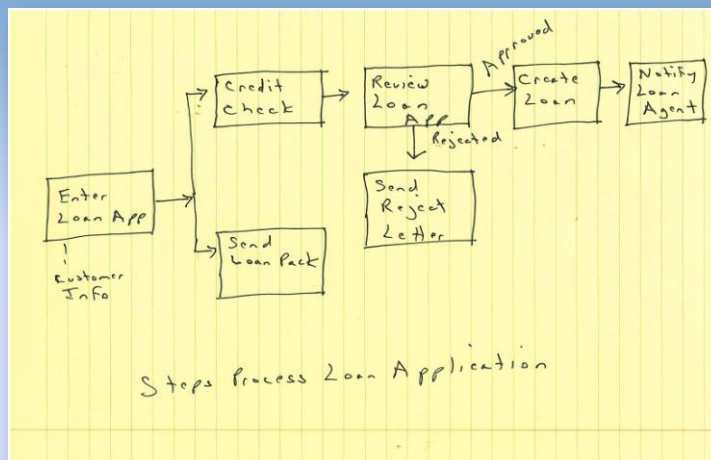 Enter
Loan App
Customer
Info
Credit
Check
Send
Loan Pack
Review
Loan
App
Approved
Rejected
Send
Reject
Letter
Create
Loan
Notify
Loan
Agent
Steps Process Loan Application